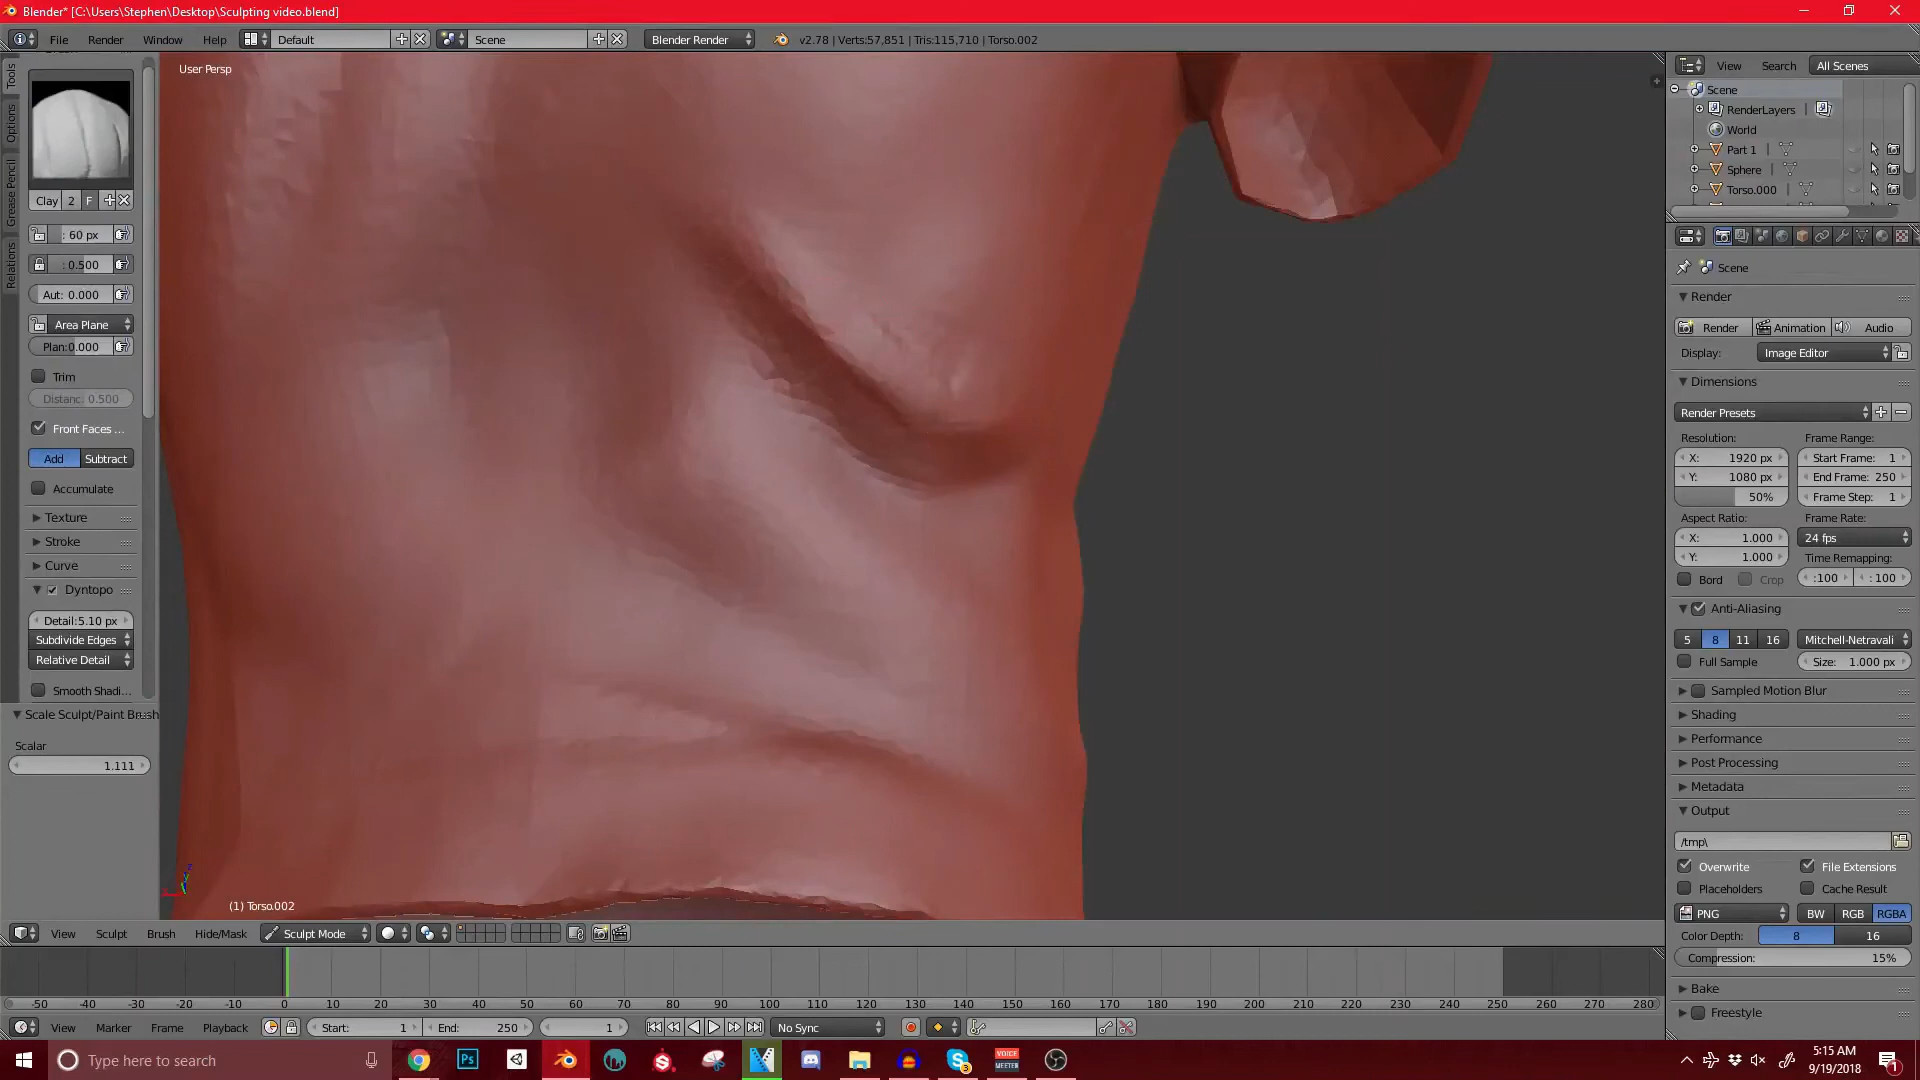 Blender* [C:\Users\Stephen\Desktop\Sculpting video.blend]
File Render Window Help Default Scene Blender Render v2.78 | Verts:57,851 | Tris:115,710 | Torso.002
User Persp
Tools
Options
Grease Pencil
Relations
Clay 2 F
: 60 px
: 0.500
Aut: 0.000
Area Plane
Plan:0.000
Trim
Distanc: 0.500
Front Faces ...
Add Subtract
Accumulate
Texture
Stroke
Curve
Dyntopo
Detail:5.10 px
Subdivide Edges
Relative Detail
Smooth Shadi...
Scale Sculpt/Paint Brush
Scalar
1.111
(1) Torso.002
View Sculpt Brush Hide/Mask Sculpt Mode
-50 -40 -30 -20 -10 0 10 20 30 40 50 60 70 80 90 100 110 120 130 140 150 160 170 180 190 200 210 220 230 240 250 260 270 280
View Marker Frame Playback Start: 1 End: 250 1 No Sync
View Search All Scenes
Scene
RenderLayers
World
Part 1
Sphere
Torso.000
Scene
Render
Render Animation Audio
Display: Image Editor
Dimensions
Render Presets
Resolution: Frame Range:
X: 1920 px Start Frame: 1
Y: 1080 px End Frame: 250
50% Frame Step: 1
Aspect Ratio: Frame Rate:
X: 1.000 24 fps
Y: 1.000 Time Remapping:
Bord Crop :100 : 100
Anti-Aliasing
5 8 11 16 Mitchell-Netravali
Full Sample Size: 1.000 px
Sampled Motion Blur
Shading
Performance
Post Processing
Metadata
Output
/tmp\
Overwrite File Extensions
Placeholders Cache Result
PNG BW RGB RGBA
Color Depth: 8 16
Compression: 15%
Bake
Freestyle
Type here to search Ps VOICE MEETER 3
5:15 AM
9/19/2018
1